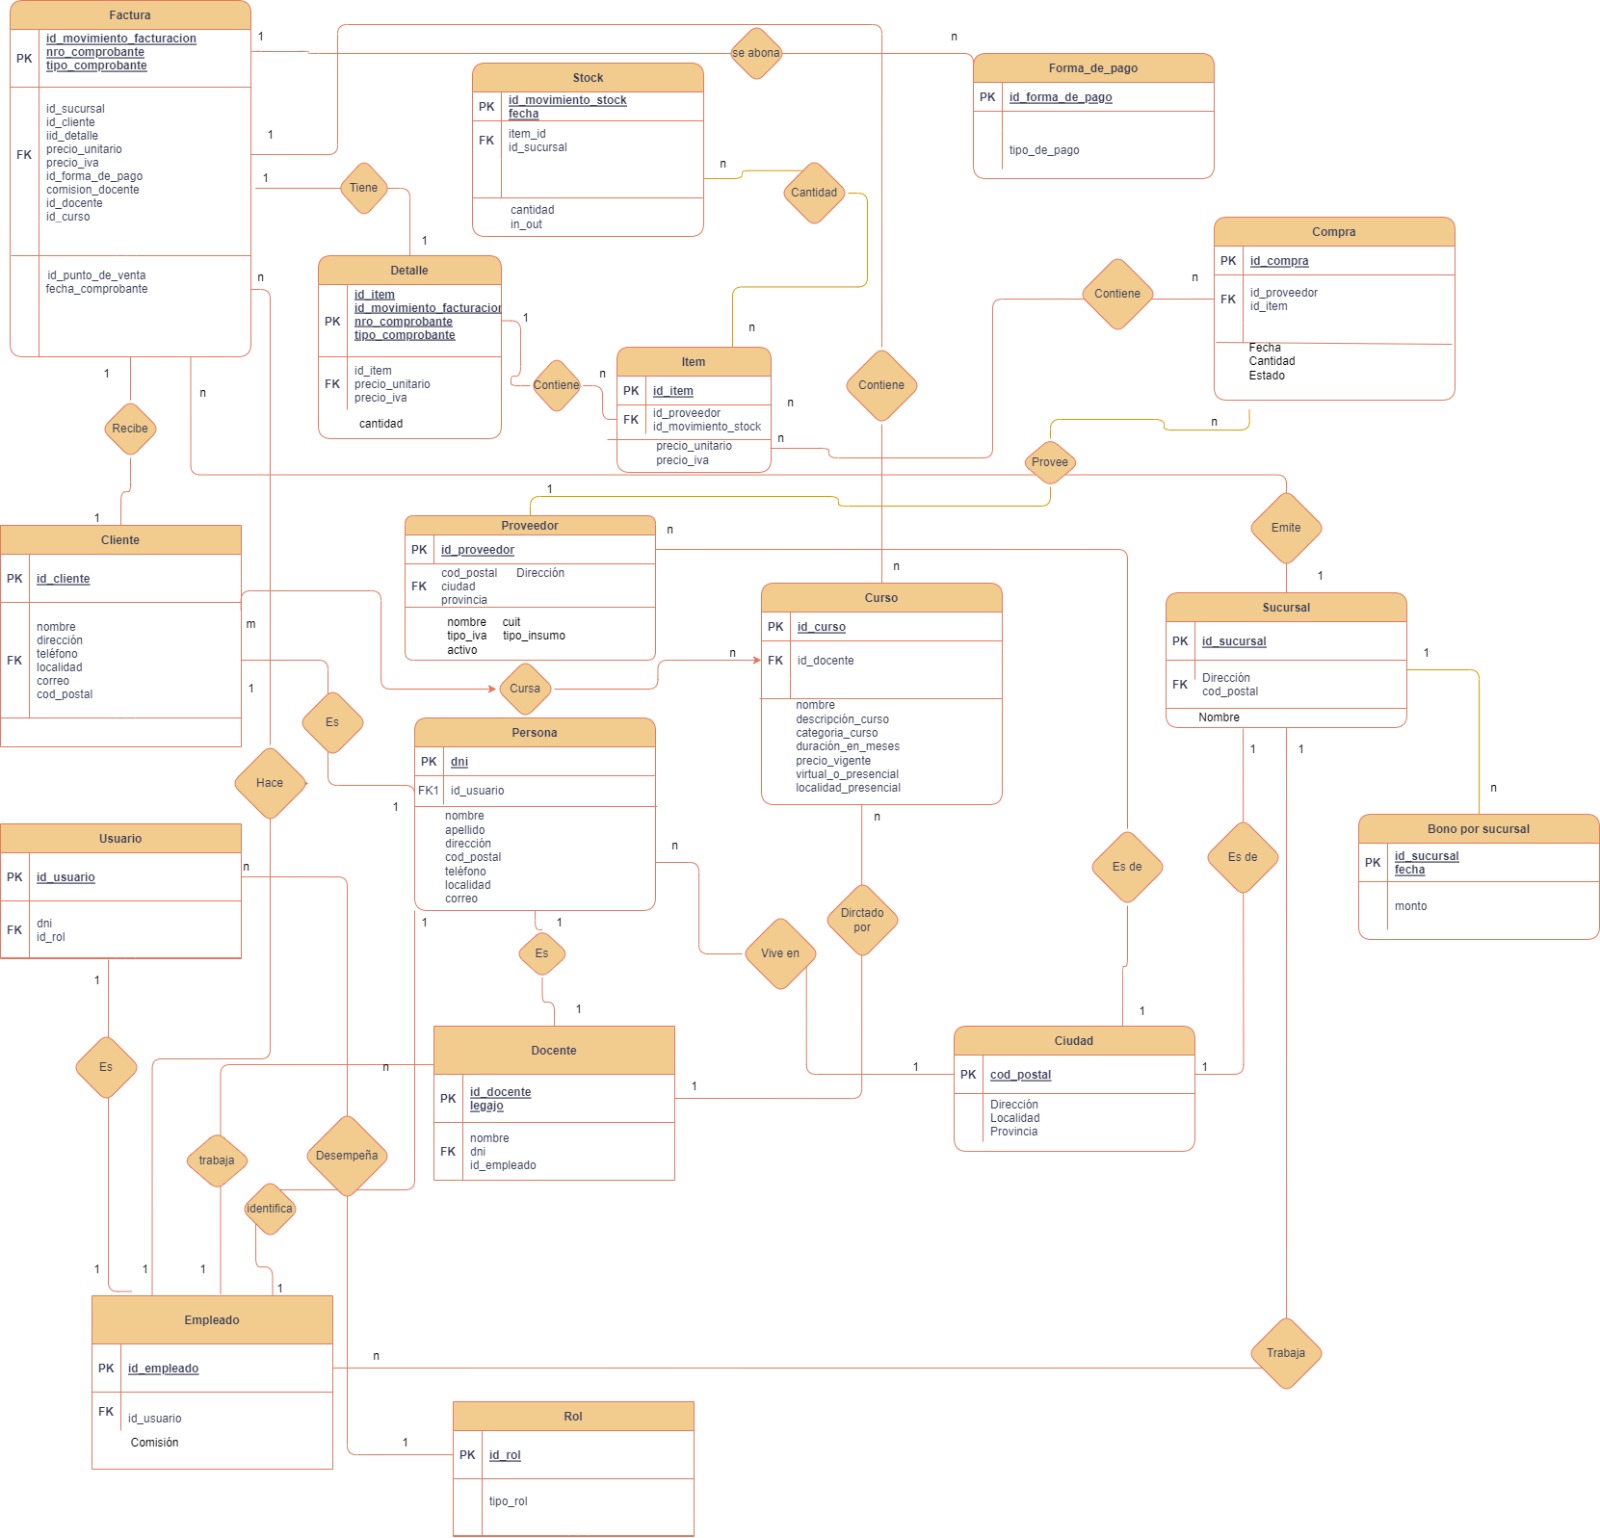 Factura
PK
id_movimiento_facturacion
nro_comprobante
tipo_comprobante
FK
id_sucursal
id_cliente
iid_detalle
precio_unitario
precio_iva
id_forma_de_pago
comision_docente
id_docente
id_curso
id_punto_de_venta
fecha_comprobante
1
1
1
n
1
n
se abona
n
Forma_de_pago
PK
id_forma_de_pago
tipo_de_pago
Stock
PK
id_movimiento_stock
fecha
FK
item_id
id_sucursal
cantidad
in_out
n
Cantidad
n
Tiene
1
Detalle
PK
id_item
id_movimiento_facturacion
nro_comprobante
tipo_comprobante
FK
id_item
precio_unitario
precio_iva
cantidad
1
Contiene
n
Item
PK
id_item
FK
id_proveedor
id_movimiento_stock
precio_unitario
precio_iva
n
n
Contiene
n
Contiene
n
Compra
PK
id_compra
FK
id_proveedor
id_item
Fecha
Cantidad
Estado
n
Provee
1
Recibe
1
Cliente
PK
id_cliente
FK
nombre
dirección
teléfono
localidad
correo
cod_postal
m
1
Proveedor
PK
id_proveedor
FK
cod_postal Dirección
ciudad
provincia
nombre cuit
tipo_iva tipo_insumo
activo
n
Cursa
n
Curso
PK
id_curso
FK
id_docente
nombre
descripción_curso
categoria_curso
duración_en_meses
precio_vigente
virtual_o_presencial
localidad_presencial
n
Emite
1
Sucursal
PK
id_sucursal
FK
Dirección
cod_postal
Nombre
1
1
1
n
Bono por sucursal
PK
id_sucursal
fecha
monto
Es
1
Persona
PK
dni
FK1
id_usuario
nombre
apellido
dirección
cod_postal
teléfono
localidad
correo
n
1
1
Hace
Usuario
PK
id_usuario
FK
dni
id_rol
n
1
Es
Es
1
Vive en
Dirctado
por
Es de
Es de
1
1
1
Ciudad
PK
cod_postal
Dirección
Localidad
Provincia
Docente
PK
id_docente
legajo
FK
nombre
dni
id_empleado
n
1
trabaja
Desempeña
identifica
1
1
1
1
Empleado
PK
id_empleado
FK
id_usuario
Comisión
n
Trabaja
1
Rol
PK
id_rol
tipo_rol